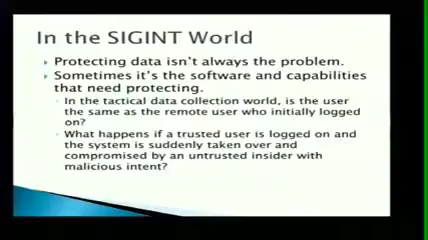 In the SIGINT World
Protecting data isn't always the problem.
Sometimes it's the software and capabilities
that need protecting.
In the tactical data collection world, is the user
the same as the remote user who initially logged
on?
What happens if a trusted user is logged on and
the system is suddenly taken over and
compromised by an untrusted insider with
malicious intent?